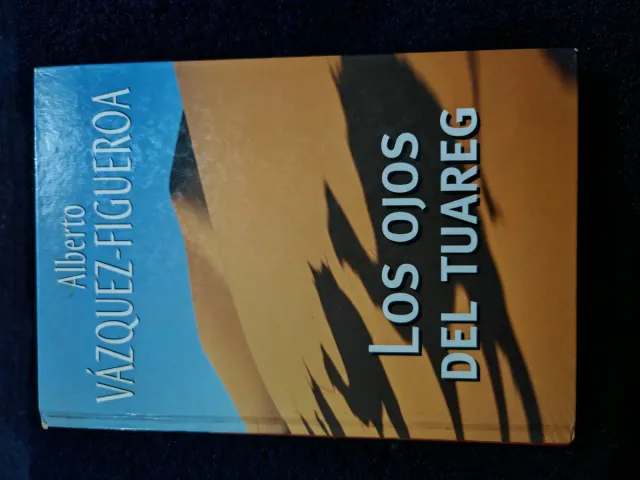 Alberto
VÁZQUEZ-FIGUEROA
LOS OJOS
DEL TUAREG